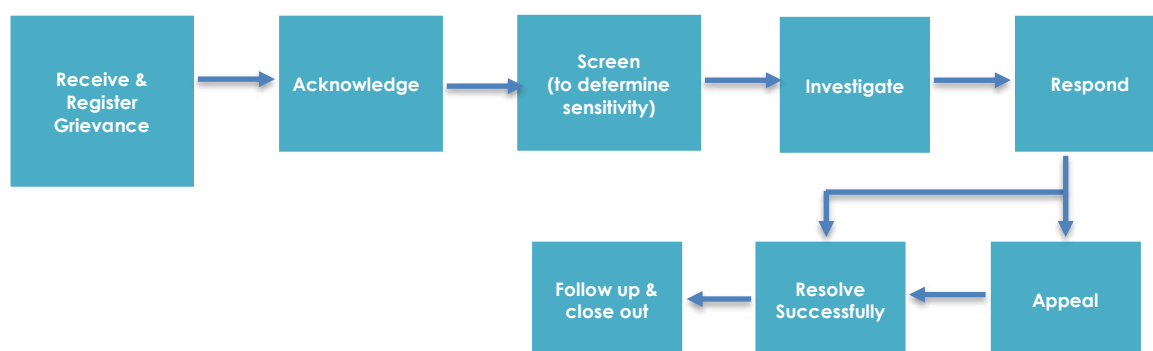 Receive &
Register
Grievance
Acknowledge
Screen
(to determine
sensitivity)
Investigate
Respond
Follow up &
close out
Resolve
Successfully
Appeal